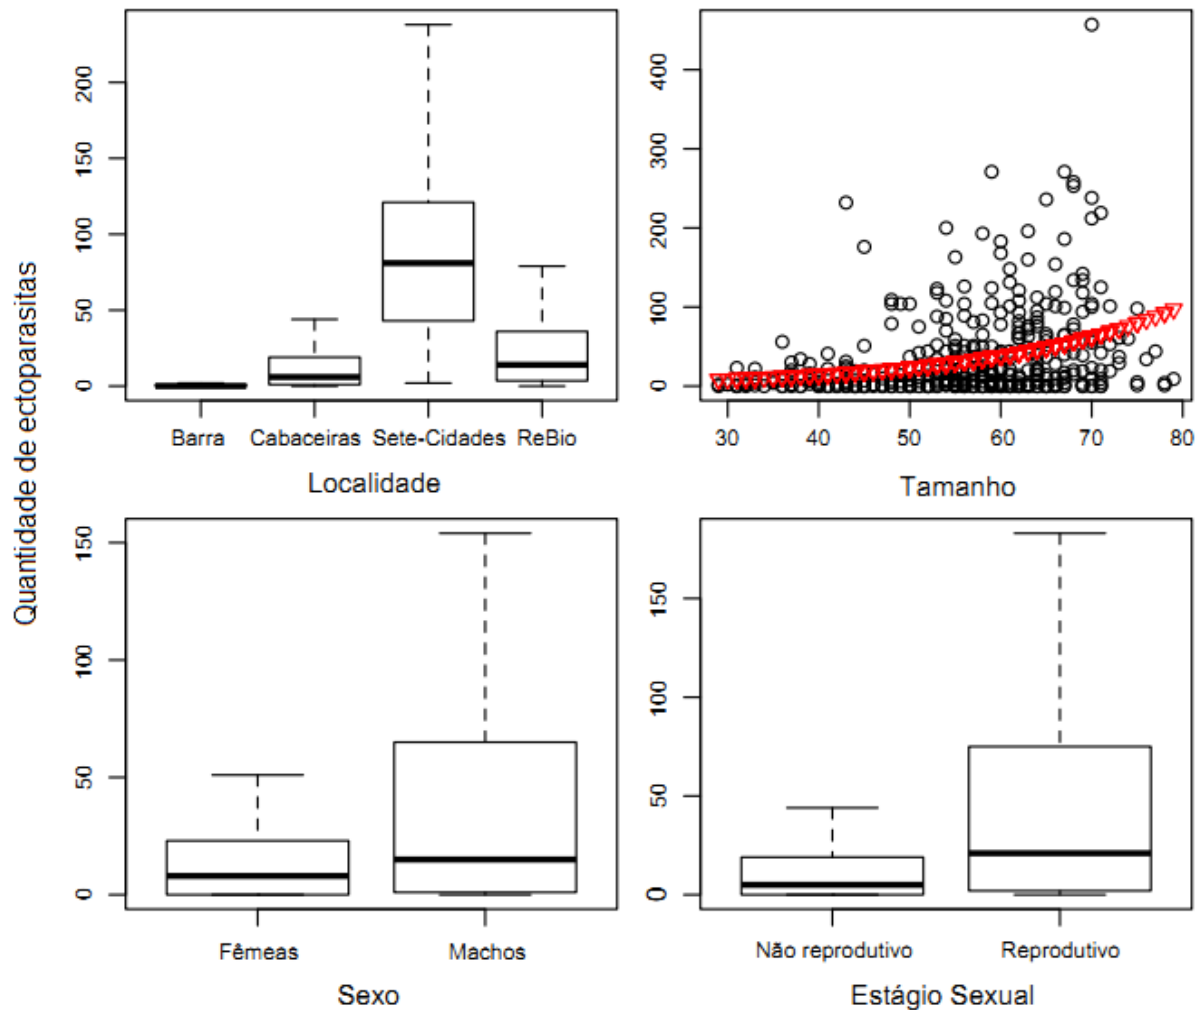 Quantidade de ectoparasitas
200
150
100
50
0
Barra Cabaceiras Sete-Cidades ReBio
Localidade
400
300
200
100
0
30 40 50 60 70 80
Tamanho
150
100
50
0
Fêmeas Machos
Sexo
150
100
50
0
Não reprodutivo Reprodutivo
Estágio Sexual